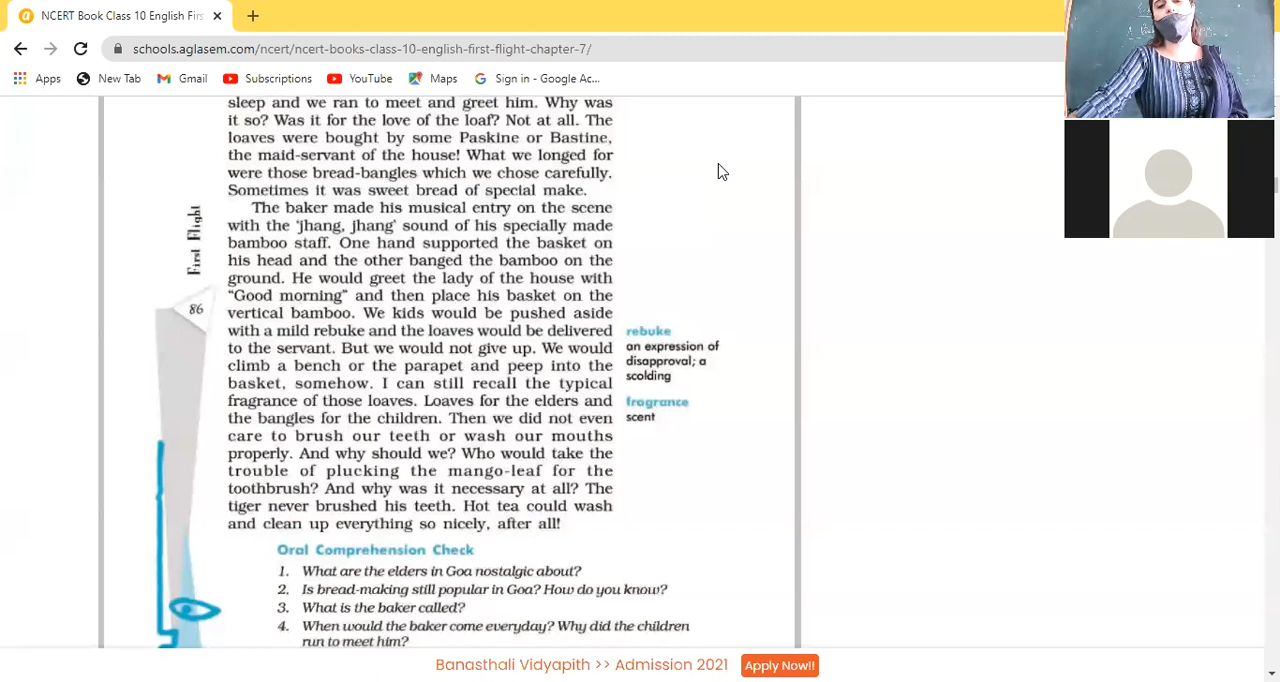 NCERT Book Class 10 English Firs
schools.aglasem.com/ncert/ncert-books-class-10-english-first-flight-chapter-7/
Apps New Tab Gmail Subscriptions YouTube Maps Sign in - Google Ac...
sleep and we ran to meet and greet him. Why was
it so? Was it for the love of the loaf? Not at all. The
loaves were bought by some Paskine or Bastine,
the maid-servant of the house! What we longed for
were those bread-bangles which we chose carefully.
Sometimes it was sweet bread of special make.
The baker made his musical entry on the scene
with the ‘jhang, jhang’ sound of his specially made
bamboo staff. One hand supported the basket on
his head and the other banged the bamboo on the
ground. He would greet the lady of the house with
“Good morning” and then place his basket on the
vertical bamboo. We kids would be pushed aside
with a mild rebuke and the loaves would be delivered
to the servant. But we would not give up. We would
climb a bench or the parapet and peep into the
basket, somehow. I can still recall the typical
fragrance of those loaves. Loaves for the elders and
the bangles for the children. Then we did not even
care to brush our teeth or wash our mouths
properly. And why should we? Who would take the
trouble of plucking the mango-leaf for the
toothbrush? And why was it necessary at all? The
tiger never brushed his teeth. Hot tea could wash
and clean up everything so nicely, after all!
First Flight
86
rebuke
an expression of
disapproval; a
scolding
fragrance
scent
Oral Comprehension Check
1. What are the elders in Goa nostalgic about?
2. Is bread-making still popular in Goa? How do you know?
3. What is the baker called?
4. When would the baker come everyday? Why did the children
run to meet him?
Banasthali Vidyapith >> Admission 2021 Apply Now!!